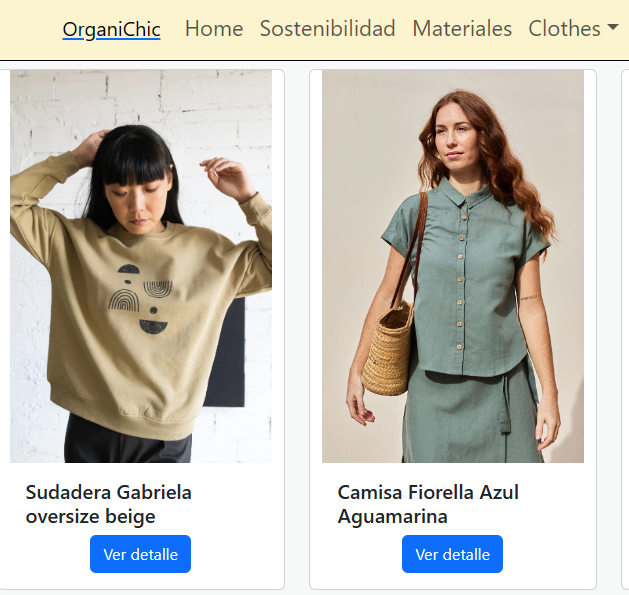 OrganiChic Home Sostenibilidad Materiales Clothes
Sudadera Gabriela
oversize beige
Ver detalle
Camisa Fiorella Azul
Aguamarina
Ver detalle